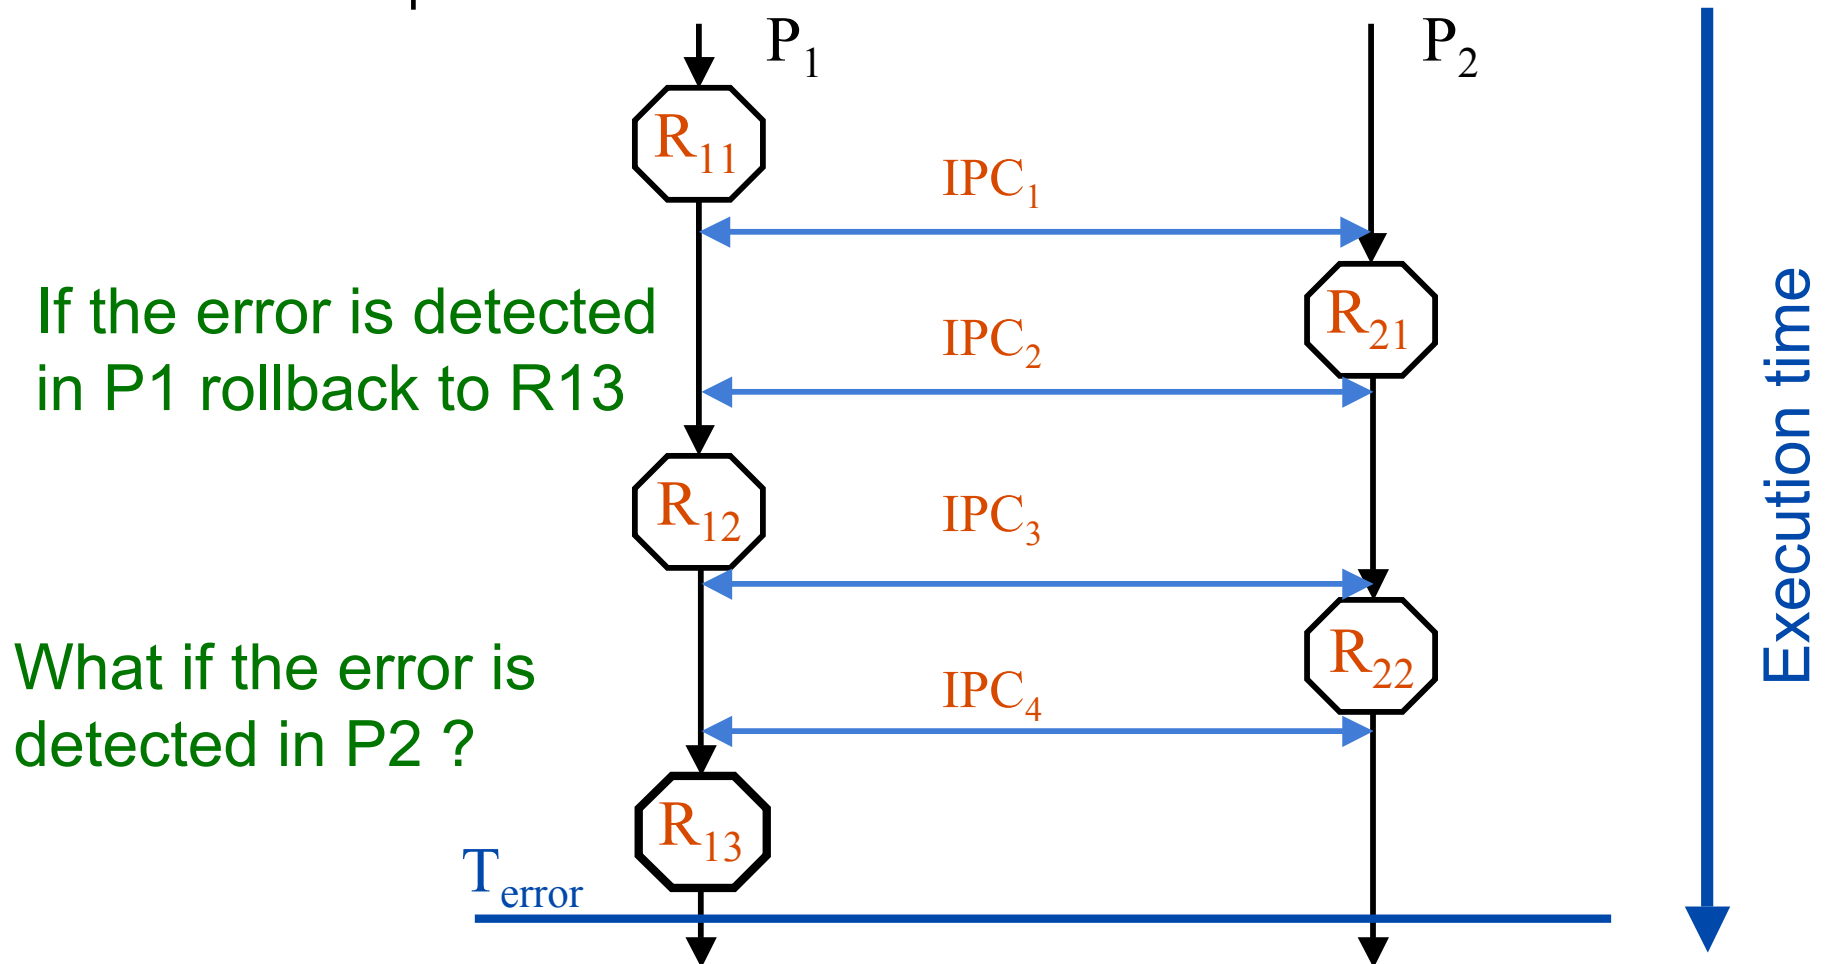 P1
P2
R11
IPC1
If the error is detected
in P1 rollback to R13
R21
IPC2
R12
IPC3
What if the error is
detected in P2 ?
R22
IPC4
R13
Terror
Execution time